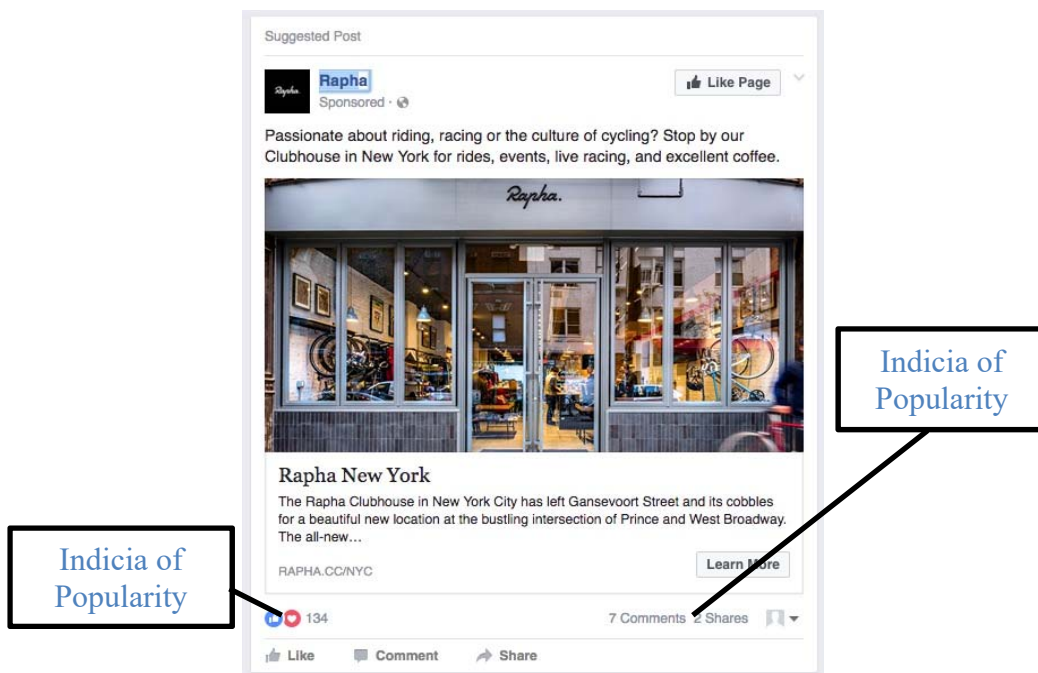 Suggested Post
Rapha.
Rapha
Like Page
Sponsored ·
Passionate about riding, racing or the culture of cycling? Stop by our
Clubhouse in New York for rides, events, live racing, and excellent coffee.
Rapha.
Indicia of
Popularity
Rapha New York
The Rapha Clubhouse in New York City has left Gansevoort Street and its cobbles
for a beautiful new location at the bustling intersection of Prince and West Broadway.
The all-new…
Learn More
RAPHA.CC/NYC
Indicia of
Popularity
134
7 Comments 2 Shares
Like Comment Share